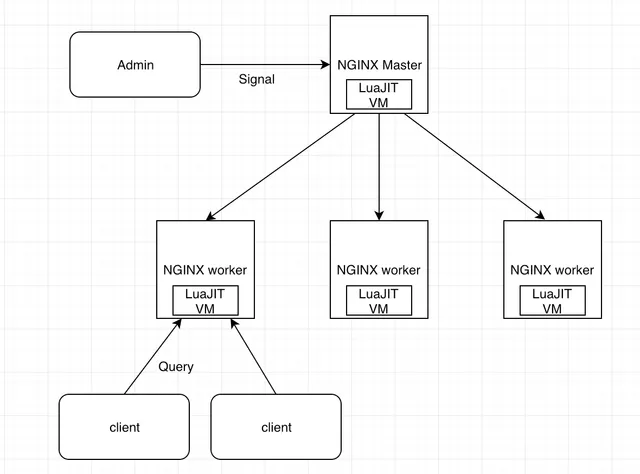 Admin
Signal
NGINX Master
LuaJIT
VM
NGINX worker
LuaJIT
VM
NGINX worker
LuaJIT
VM
NGINX worker
LuaJIT
VM
Query
client
client